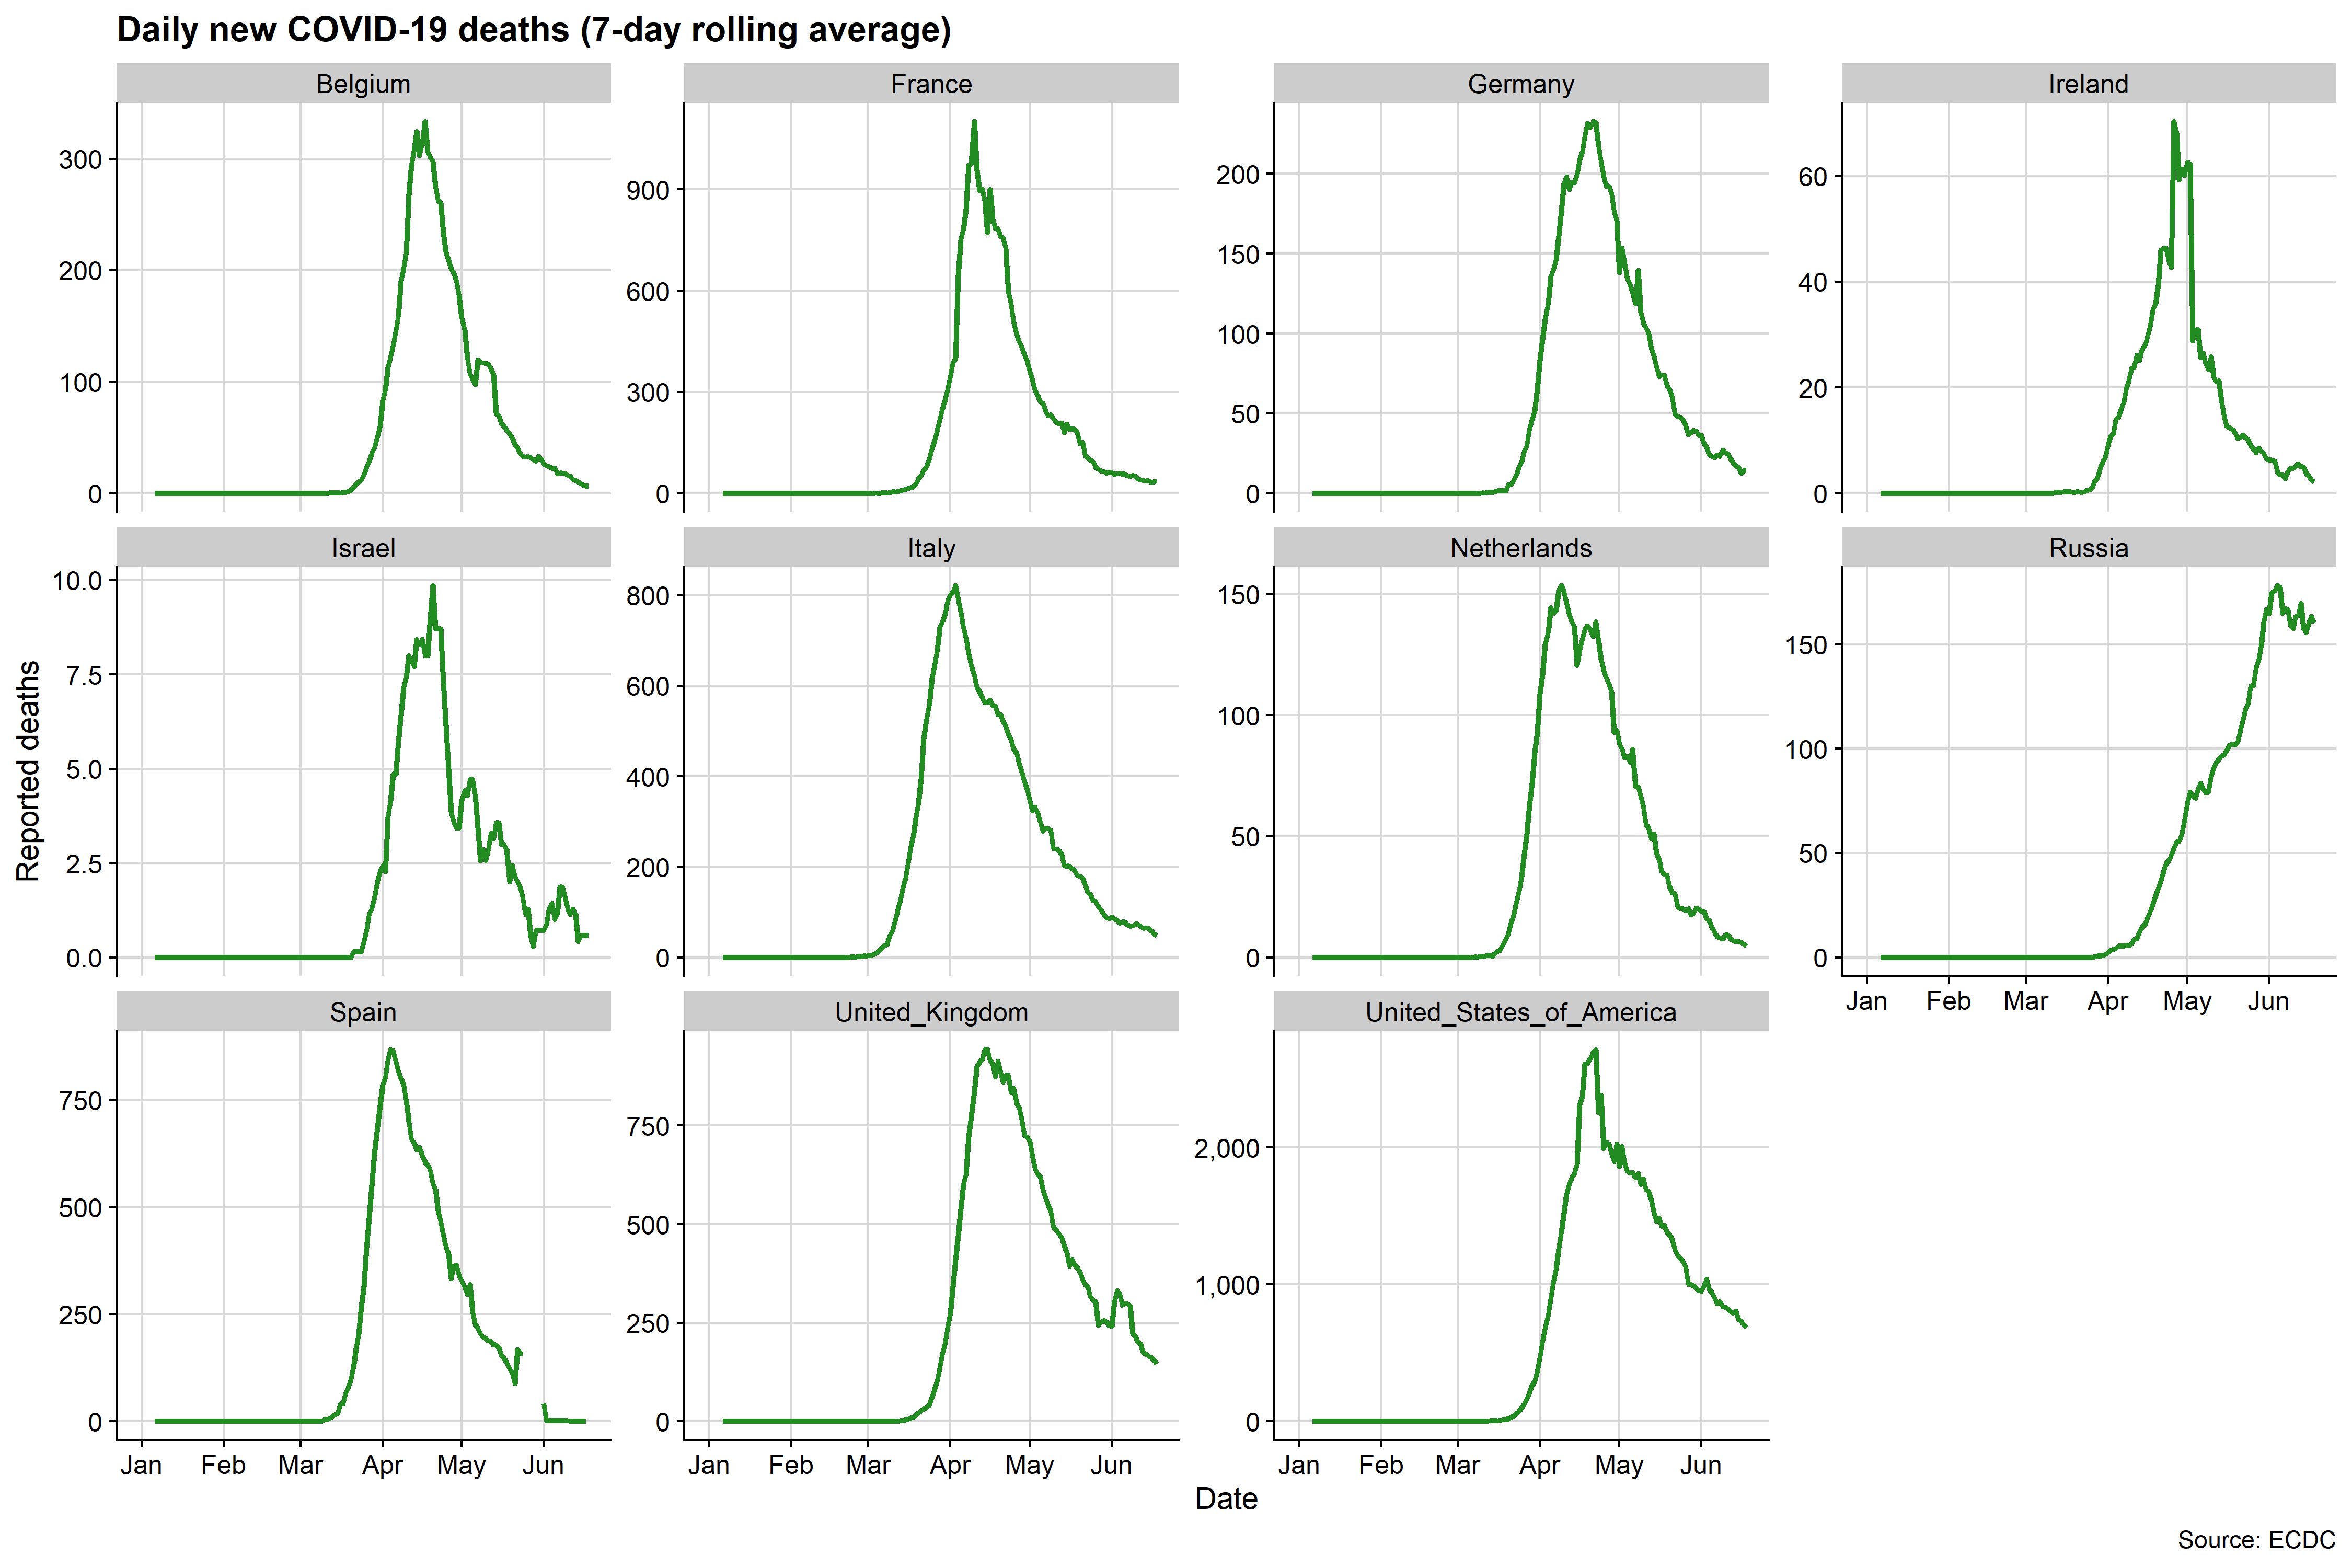 Daily new COVID-19 deaths (7-day rolling average)
Belgium
France
Germany
Ireland
300
200
100
0
900
600
300
0
200
150
100
50
0
60
40
20
0
Israel
Italy
Netherlands
Russia
10.0
7.5
5.0
2.5
0.0
800
600
400
200
0
150
100
50
0
150
100
50
0
Jan Feb Mar Apr May Jun
Reported deaths
Spain
United_Kingdom
United_States_of_America
750
500
250
0
750
500
250
0
2,000
1,000
0
Jan Feb Mar Apr May Jun
Jan Feb Mar Apr May Jun
Jan Feb Mar Apr May Jun
Date
Source: ECDC